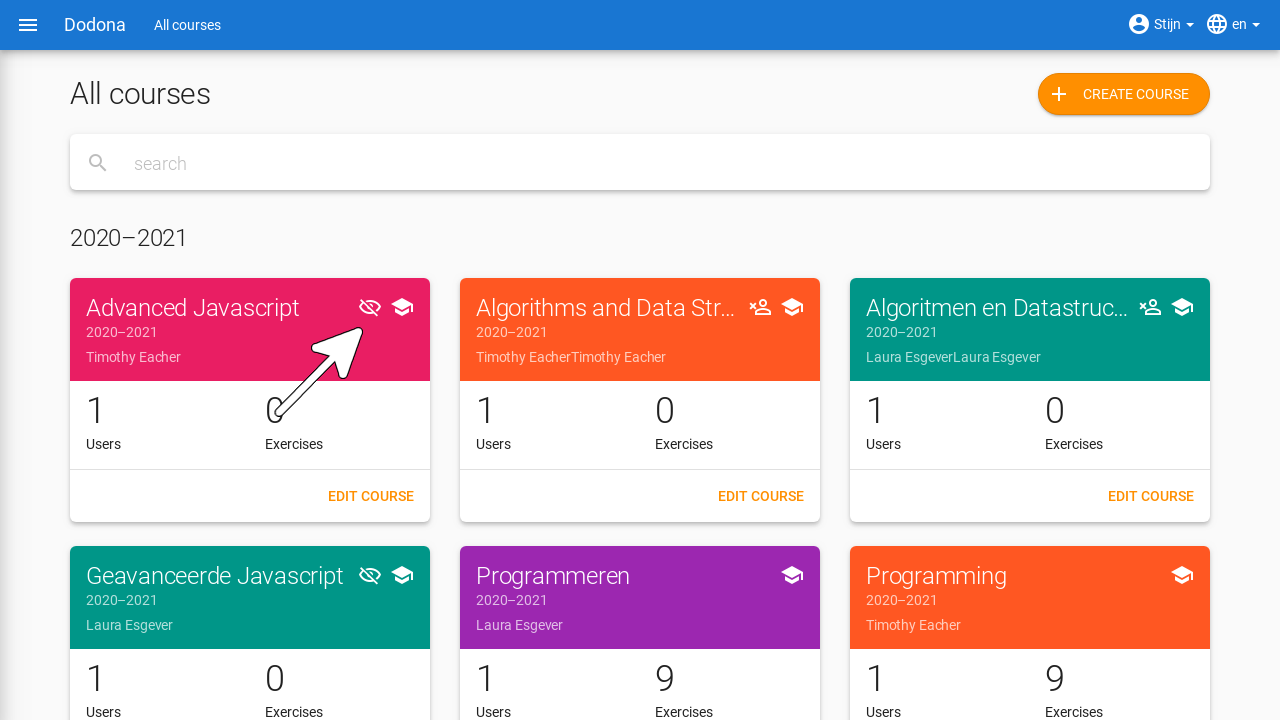 Dodona All courses Stijn en
All courses
CREATE COURSE
search
2020–2021
Advanced Javascript
2020–2021
Timothy Eacher
1
Users
0
Exercises
EDIT COURSE
Algorithms and Data Str...
2020–2021
Timothy EacherTimothy Eacher
1
Users
0
Exercises
EDIT COURSE
Algoritmen en Datastruc...
2020–2021
Laura EsgeverLaura Esgever
1
Users
0
Exercises
EDIT COURSE
Geavanceerde Javascript
2020–2021
Laura Esgever
1
Users
0
Exercises
Programmeren
2020–2021
Laura Esgever
1
Users
9
Exercises
Programming
2020–2021
Timothy Eacher
1
Users
9
Exercises